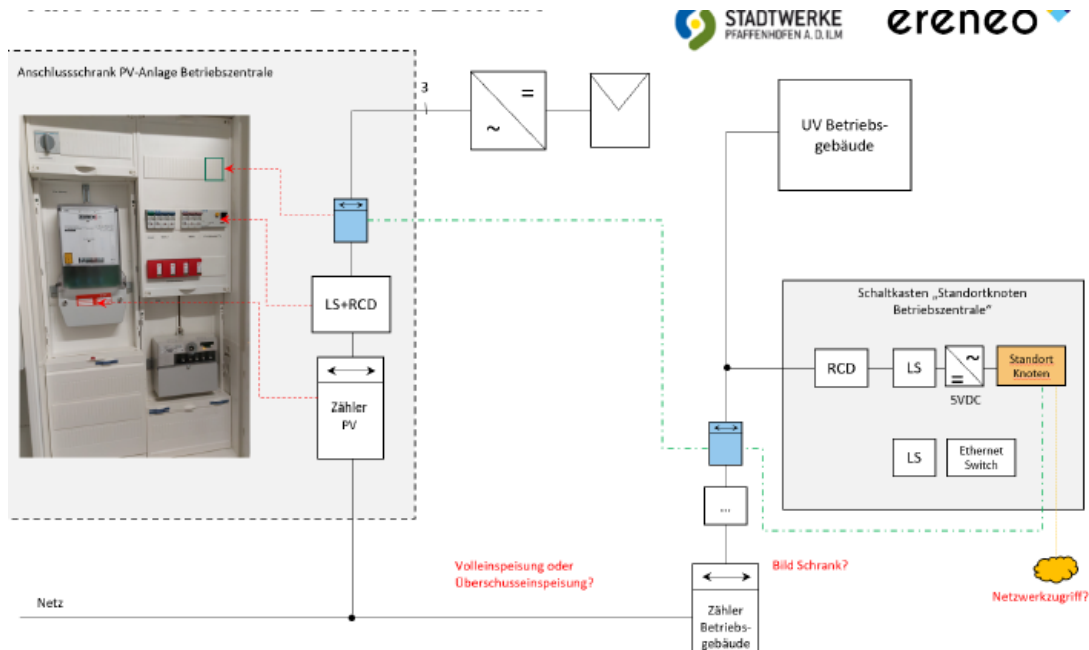 STADTWERKE
PFAFFENHOFEN A. D. ILM
ereneo
Anschlussschrank PV-Anlage Betriebszentrale
3
=
~
UV Betriebs-
gebäude
LS+RCD
Zähler
PV
Schaltkasten „Standortknoten
Betriebszentrale"
RCD
LS
~
=
5VDC
Standort
Knoten
LS
Ethernet
Switch
...
Volleinspeisung oder
Überschusseinspeisung?
Bild Schrank?
Netzwerkzugriff?
Netz
Zähler
Betriebs-
gebäude